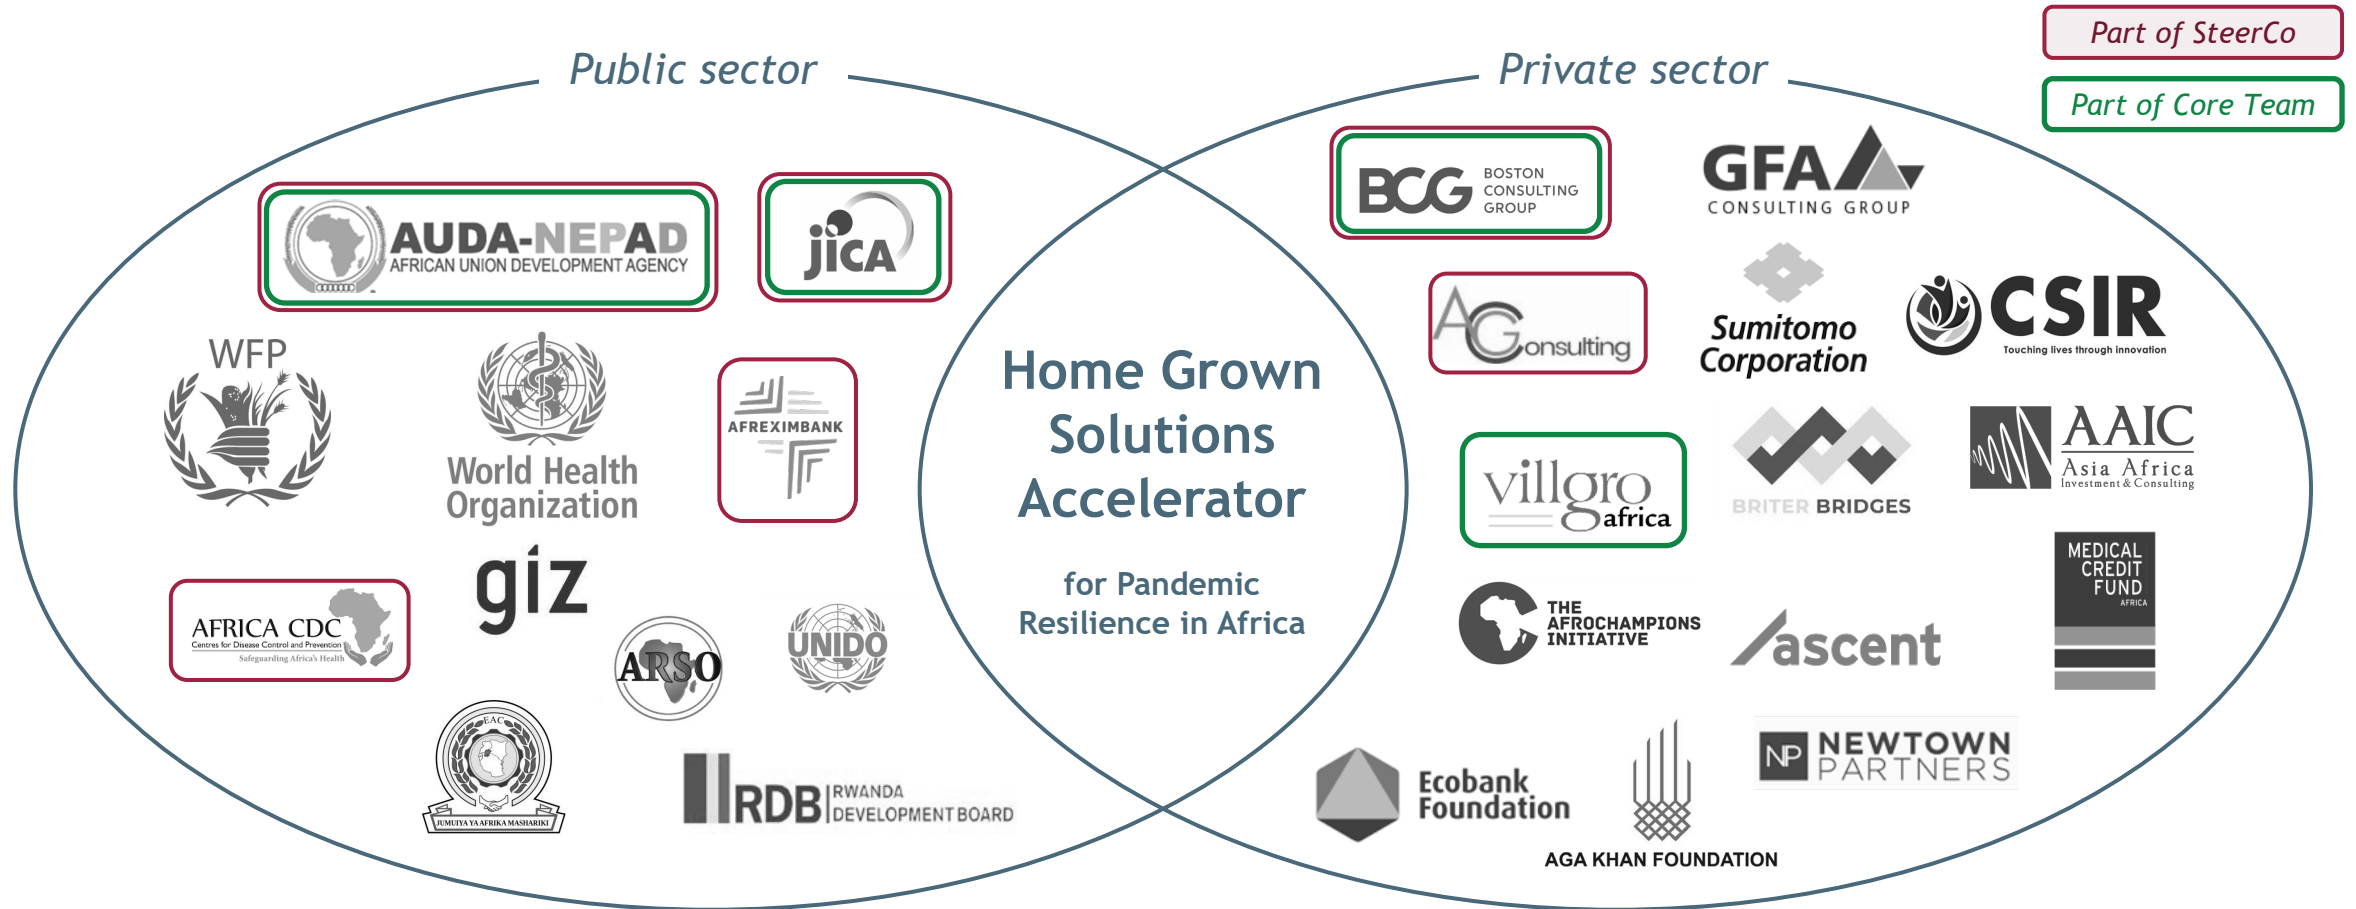 Part of SteerCo
Part of Core Team
Public sector
Private sector
AUDA-NEPAD
AFRICAN UNION DEVELOPMENT AGENCY
jiCA
WFP
World Health
Organization
AFREXIMBANK
AFRICA CDC
Centres for Disease Control and Prevention
Safeguarding Africa's Health
giz
ARSO
UNIDO
EAC
JUMUIYA YA AFRIKA MASHARIKI
RDB
RWANDA
DEVELOPMENT BOARD
Home Grown
Solutions
Accelerator
for Pandemic
Resilience in Africa
BCG
BOSTON
CONSULTING
GROUP
GFA
CONSULTING GROUP
AGConsulting
Sumitomo
Corporation
CSIR
Touching lives through innovation
villgro
africa
BRITER BRIDGES
AAIC
Asia Africa
Investment & Consulting
THE
AFROCHAMPIONS
INITIATIVE
ascent
MEDICAL
CREDIT
FUND
AFRICA
Ecobank
Foundation
AGA KHAN FOUNDATION
NP
NEWTOWN
PARTNERS